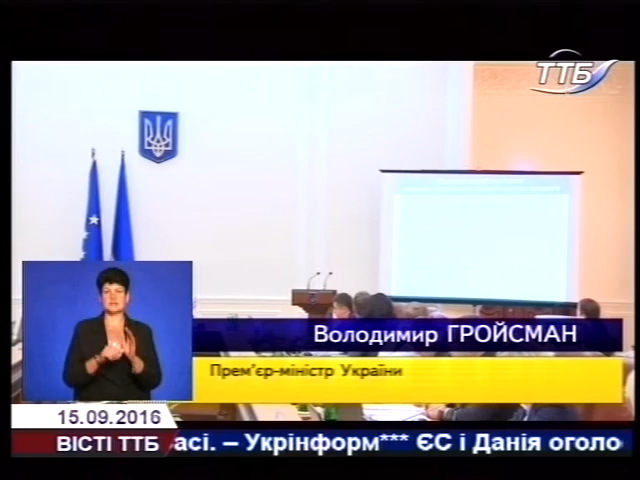 ТТБ
Володимир ГРОЙСМАН
Прем'єр-міністр України
15.09.2016
ВІСТІ ТТБ асі. – Укрінформ*** ЄС і Данія оголо